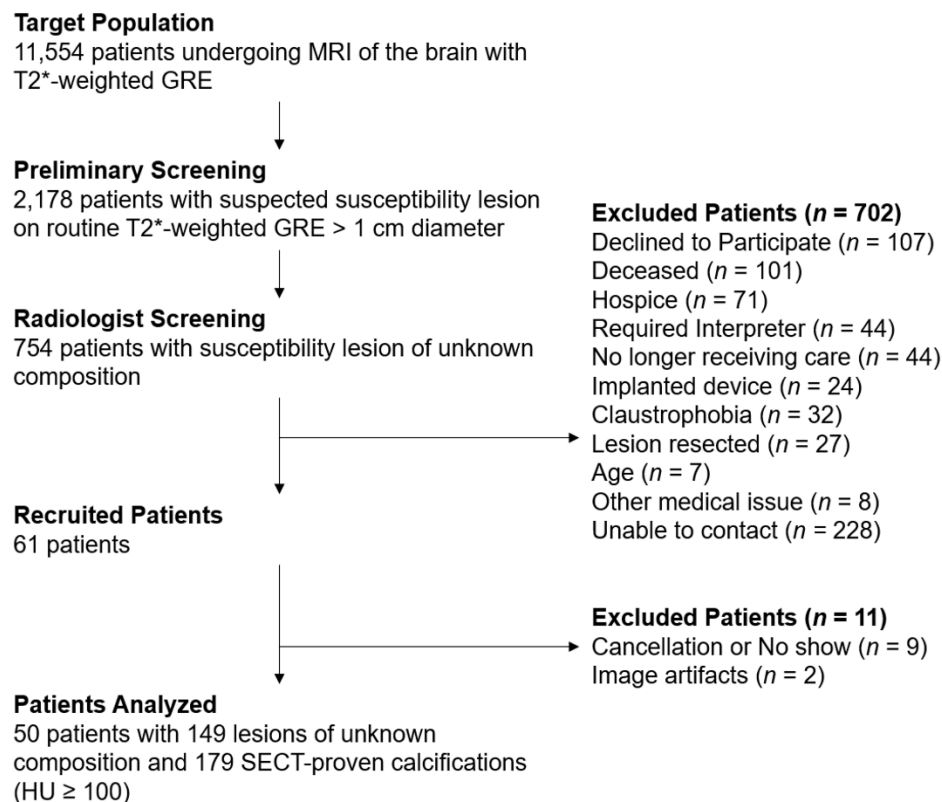 Target Population
11,554 patients undergoing MRI of the brain with
T2*-weighted GRE
Preliminary Screening
2,178 patients with suspected susceptibility lesion
on routine T2*-weighted GRE > 1 cm diameter
Radiologist Screening
754 patients with susceptibility lesion of unknown
composition
Excluded Patients (n = 702)
Declined to Participate (n = 107)
Deceased (n = 101)
Hospice (n = 71)
Required Interpreter (n = 44)
No longer receiving care (n = 44)
Implanted device (n = 24)
Claustrophobia (n = 32)
Lesion resected (n = 27)
Age (n = 7)
Other medical issue (n = 8)
Unable to contact (n = 228)
Recruited Patients
61 patients
Excluded Patients (n = 11)
Cancellation or No show (n = 9)
Image artifacts (n = 2)
Patients Analyzed
50 patients with 149 lesions of unknown
composition and 179 SECT-proven calcifications
(HU ≥ 100)